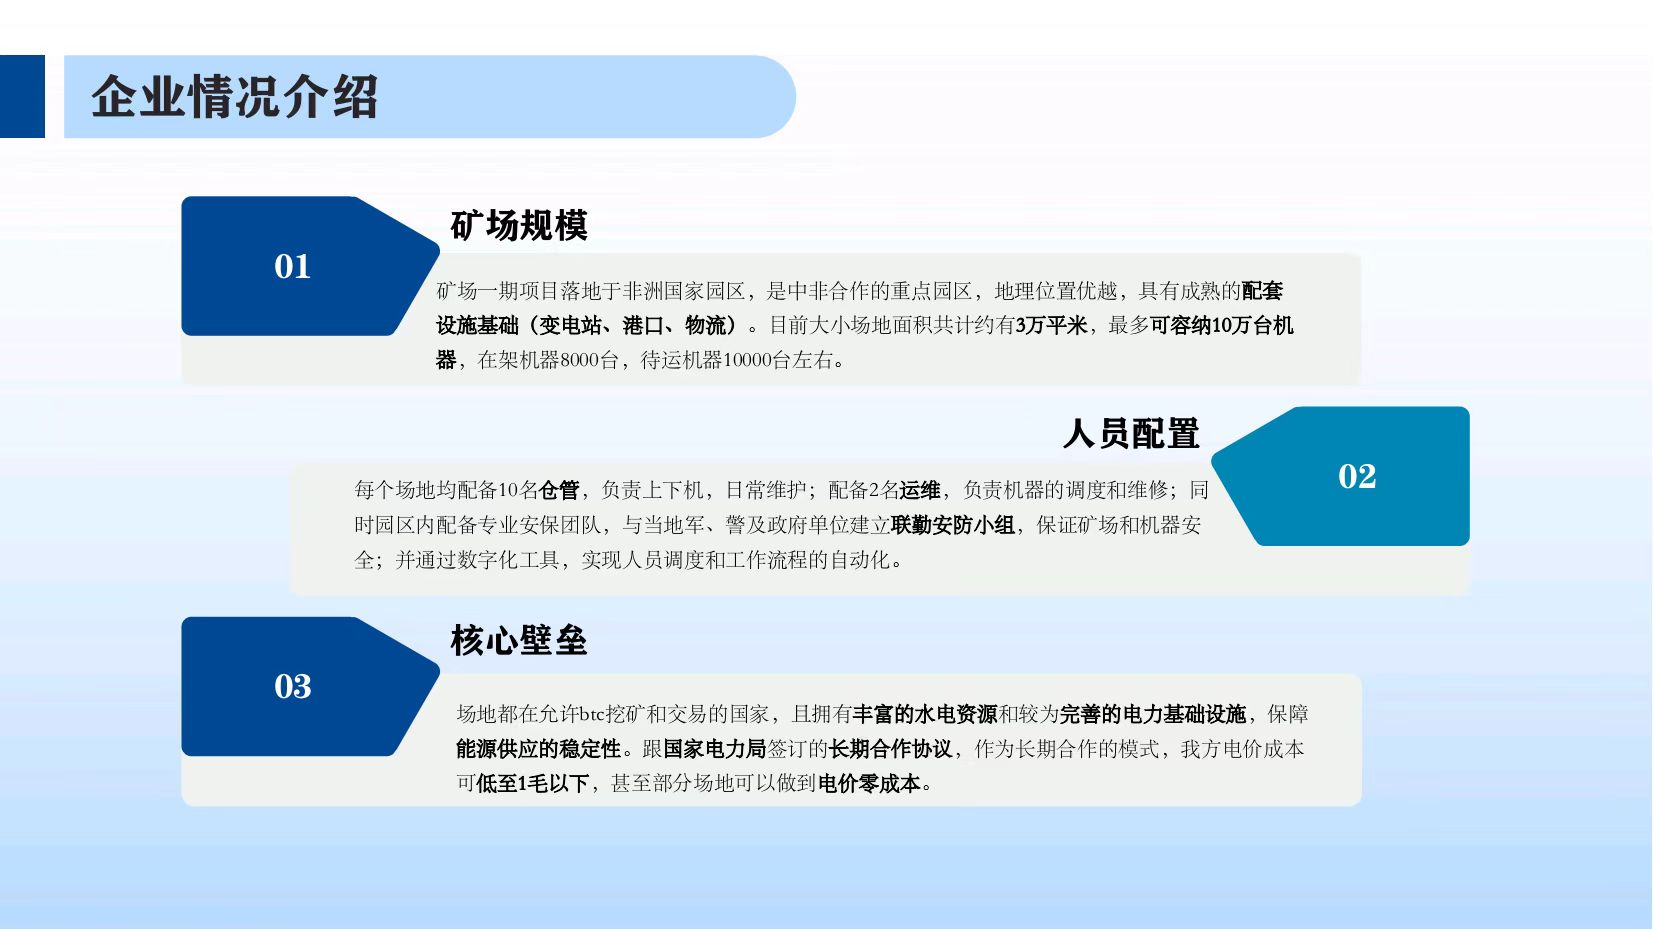 企业情况介绍
01
矿场规模
矿场一期项目落地于非洲国家园区，是中非合作的重点园区，地理位置优越，具有成熟的配套
设施基础（变电站、港口、物流）。目前大小场地面积共计约有3万平米，最多可容纳10万台机
器，在架机器8000台，待运机器10000台左右。
人员配置
02
每个场地均配备10名仓管，负责上下机，日常维护；配备2名运维，负责机器的调度和维修；同
时园区内配备专业安保团队，与当地军、警及政府单位建立联勤安防小组，保证矿场和机器安
全；并通过数字化工具，实现人员调度和工作流程的自动化。
03
核心壁垒
场地都在允许btc挖矿和交易的国家，且拥有丰富的水电资源和较为完善的电力基础设施，保障
能源供应的稳定性。跟国家电力局签订的长期合作协议，作为长期合作的模式，我方电价成本
可低至1毛以下，甚至部分场地可以做到电价零成本。